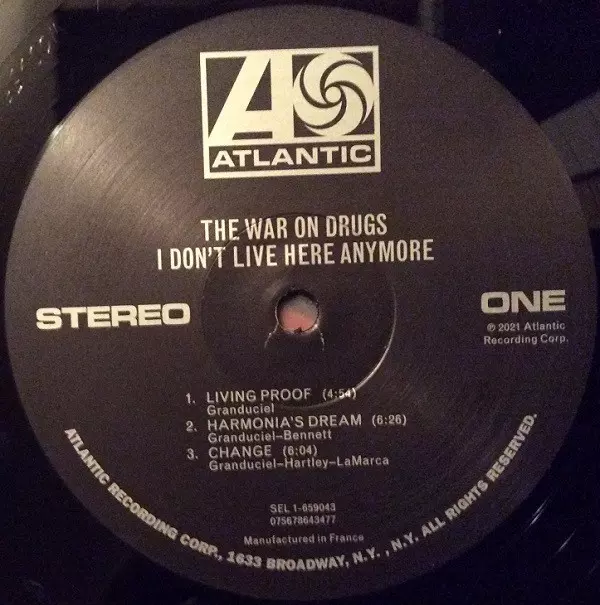 ATLANTIC
THE WAR ON DRUGS
I DON'T LIVE HERE ANYMORE
STEREO
ONE
℗ 2021 Atlantic
Recording Corp.
1. LIVING PROOF (4:54)
Granduciel
2. HARMONIA'S DREAM (6:26)
Granduciel–Bennett
3. CHANGE (6:04)
Granduciel–Hartley–LaMarca
SEL 1-659043
075678643477
Manufactured in France
ATLANTIC RECORDING CORP., 1633 BROADWAY, N.Y. , N.Y. ALL RIGHTS RESERVED.